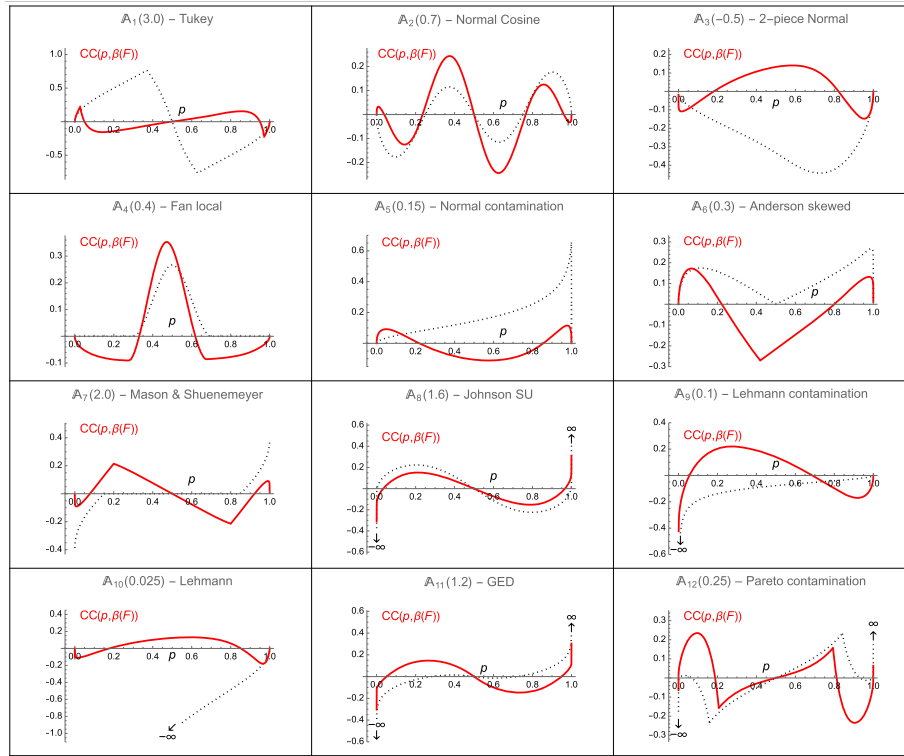 𝔸₁(3.0) – Tukey
CC(p,β(F))
1.0
0.5
-0.5
0.0 0.2 0.4 0.6 0.8 1.0
p
𝔸₂(0.7) – Normal Cosine
CC(p,β(F))
0.2
0.1
-0.1
-0.2
0.0 0.2 0.4 0.6 0.8 1.0
p
𝔸₃(−0.5) – 2−piece Normal
CC(p,β(F))
0.2
0.1
-0.1
-0.2
-0.3
-0.4
0.0 0.2 0.4 0.6 0.8 1.0
p
𝔸₄(0.4) – Fan local
CC(p,β(F))
0.3
0.2
0.1
-0.1
0.0 0.2 0.4 0.6 0.8 1.0
p
𝔸₅(0.15) – Normal contamination
CC(p,β(F))
0.6
0.4
0.2
0.0 0.2 0.4 0.6 0.8 1.0
p
𝔸₆(0.3) – Anderson skewed
CC(p,β(F))
0.3
0.2
0.1
-0.1
-0.2
-0.3
0.0 0.2 0.4 0.6 0.8 1.0
p
𝔸₇(2.0) – Mason & Shuenemeyer
CC(p,β(F))
0.4
0.2
-0.2
-0.4
0.0 0.2 0.4 0.6 0.8 1.0
p
𝔸₈(1.6) – Johnson SU
CC(p,β(F))
0.6
0.4
0.2
-0.2
-0.4
-0.6
0.0 0.2 0.4 0.6 0.8 1.0
p
∞
−∞
𝔸₉(0.1) – Lehmann contamination
CC(p,β(F))
0.4
0.2
-0.2
-0.4
-0.6
0.0 0.2 0.4 0.6 0.8 1.0
p
−∞
𝔸₁₀(0.025) – Lehmann
CC(p,β(F))
0.4
0.2
-0.2
-0.4
-0.6
-0.8
-1.0
0.0 0.2 0.4 0.6 0.8 1.0
p
−∞
𝔸₁₁(1.2) – GED
CC(p,β(F))
0.6
0.4
0.2
-0.2
-0.4
-0.6
0.0 0.2 0.4 0.6 0.8 1.0
p
∞
−∞
𝔸₁₂(0.25) – Pareto contamination
CC(p,β(F))
0.3
0.2
0.1
-0.1
-0.2
-0.3
0.0 0.2 0.4 0.6 0.8 1.0
p
∞
−∞